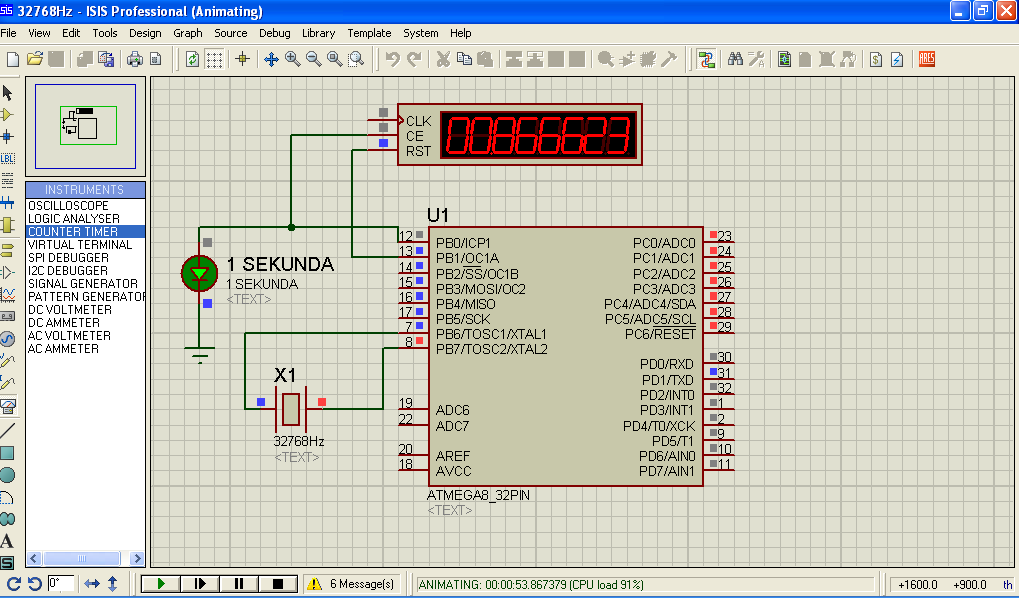 ISIS 32768Hz - ISIS Professional (Animating)
File View Edit Tools Design Graph Source Debug Library Template System Help
LBL
INSTRUMENTS
OSCILLOSCOPE
LOGIC ANALYSER
COUNTER TIMER
VIRTUAL TERMINAL
SPI DEBUGGER
I2C DEBUGGER
SIGNAL GENERATOR
PATTERN GENERATOR
DC VOLTMETER
DC AMMETER
AC VOLTMETER
AC AMMETER
A
S
$
ARES
CLK
CE
RST
1 SEKUNDA
1 SEKUNDA
<TEXT>
X1
32768Hz
<TEXT>
U1
12 PB0/ICP1 PC0/ADC0 23
13 PB1/OC1A PC1/ADC1 24
14 PB2/SS/OC1B PC2/ADC2 25
15 PB3/MOSI/OC2 PC3/ADC3 26
16 PB4/MISO PC4/ADC4/SDA 27
17 PB5/SCK PC5/ADC5/SCL 28
7 PB6/TOSC1/XTAL1 PC6/RESET 29
8 PB7/TOSC2/XTAL2
PD0/RXD 30
PD1/TXD 31
PD2/INT0 32
19 ADC6 PD3/INT1 1
22 ADC7 PD4/T0/XCK 2
PD5/T1 9
20 AREF PD6/AIN0 10
18 AVCC PD7/AIN1 11
ATMEGA8_32PIN
<TEXT>
0° 6 Message(s) ANIMATING: 00:00:53.867379 (CPU load 91%) +1600.0 +900.0 th